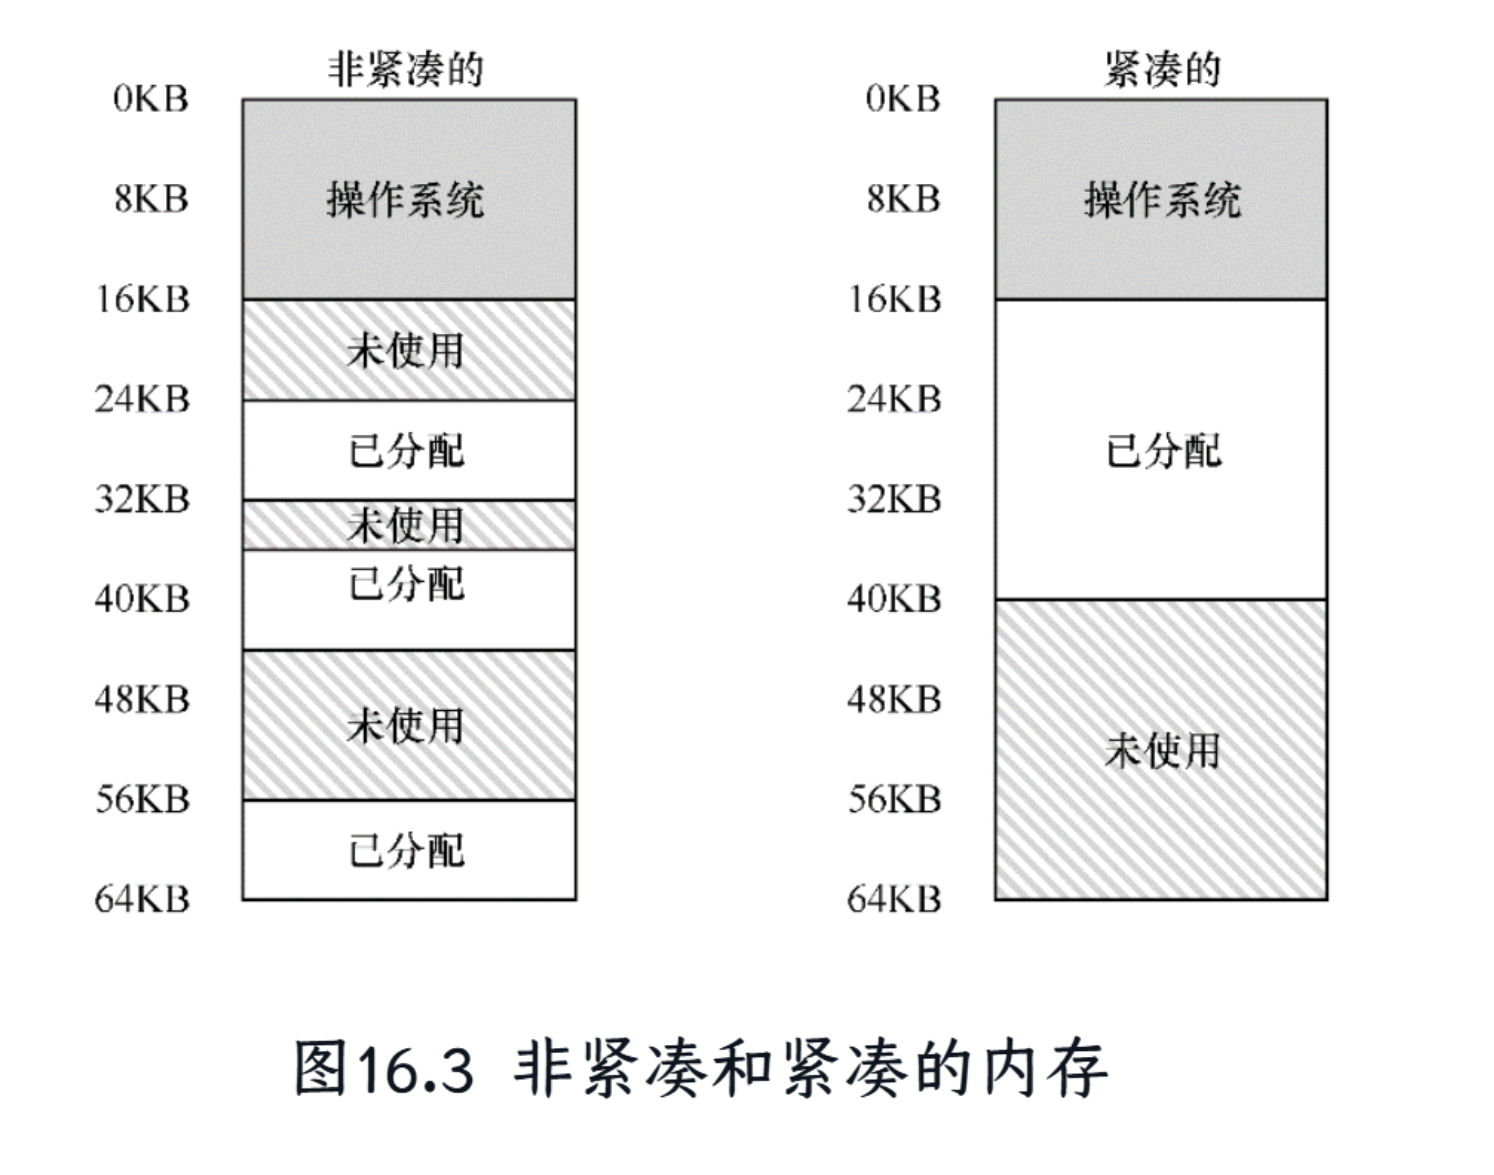 非紧凑的
0KB
操作系统
8KB
16KB
未使用
24KB
已分配
32KB
未使用
已分配
40KB
48KB
未使用
56KB
已分配
64KB
紧凑的
0KB
操作系统
8KB
16KB
24KB
已分配
32KB
40KB
48KB
未使用
56KB
64KB
图16.3 非紧凑和紧凑的内存